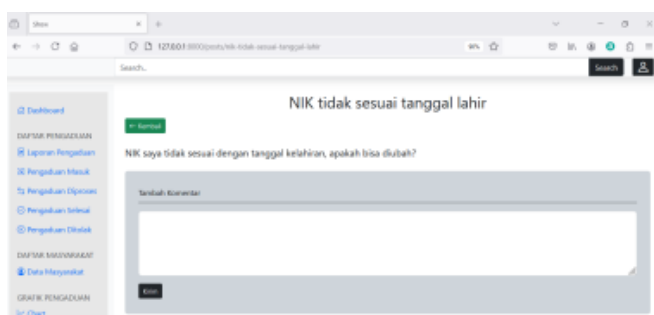 Show
127.0.0.1:8000/posts/nik-tidak-sesuai-tanggal-lahir
Search..
Search
Dashboard
NIK tidak sesuai tanggal lahir
Kembali
DAFTAR PENGADUAN
Laporan Pengaduan
NIK saya tidak sesuai dengan tanggal kelahiran, apakah bisa diubah?
Pengaduan Masuk
Pengaduan Diproses
Tambah Komentar
Pengaduan Selesai
Pengaduan Ditolak
DAFTAR MASYARAKAT
Data Masyarakat
Kirim
GRAFIK PENGADUAN
Chart